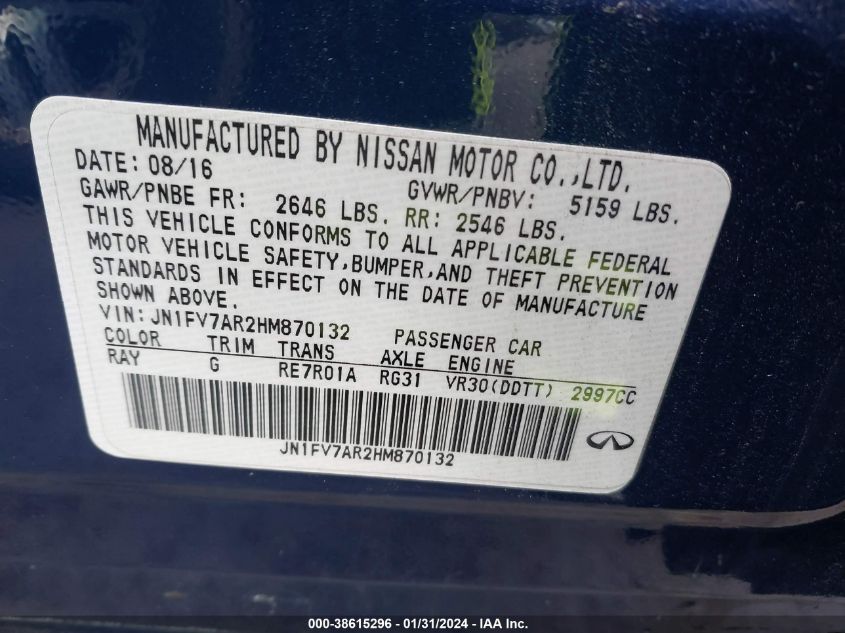 MANUFACTURED BY NISSAN MOTOR CO.,LTD.
DATE: 08/16 GVWR/PNBV: 5159 LBS.
GAWR/PNBE FR: 2646 LBS. RR: 2546 LBS.
THIS VEHICLE CONFORMS TO ALL APPLICABLE FEDERAL
MOTOR VEHICLE SAFETY,BUMPER,AND THEFT PREVENTION
STANDARDS IN EFFECT ON THE DATE OF MANUFACTURE
SHOWN ABOVE.
VIN: JN1FV7AR2HM870132 PASSENGER CAR
COLOR TRIM TRANS AXLE ENGINE
RAY G RE7R01A RG31 VR30(DDTT) 2997CC
JN1FV7AR2HM870132
000-38615296 - 01/31/2024 - IAA Inc.